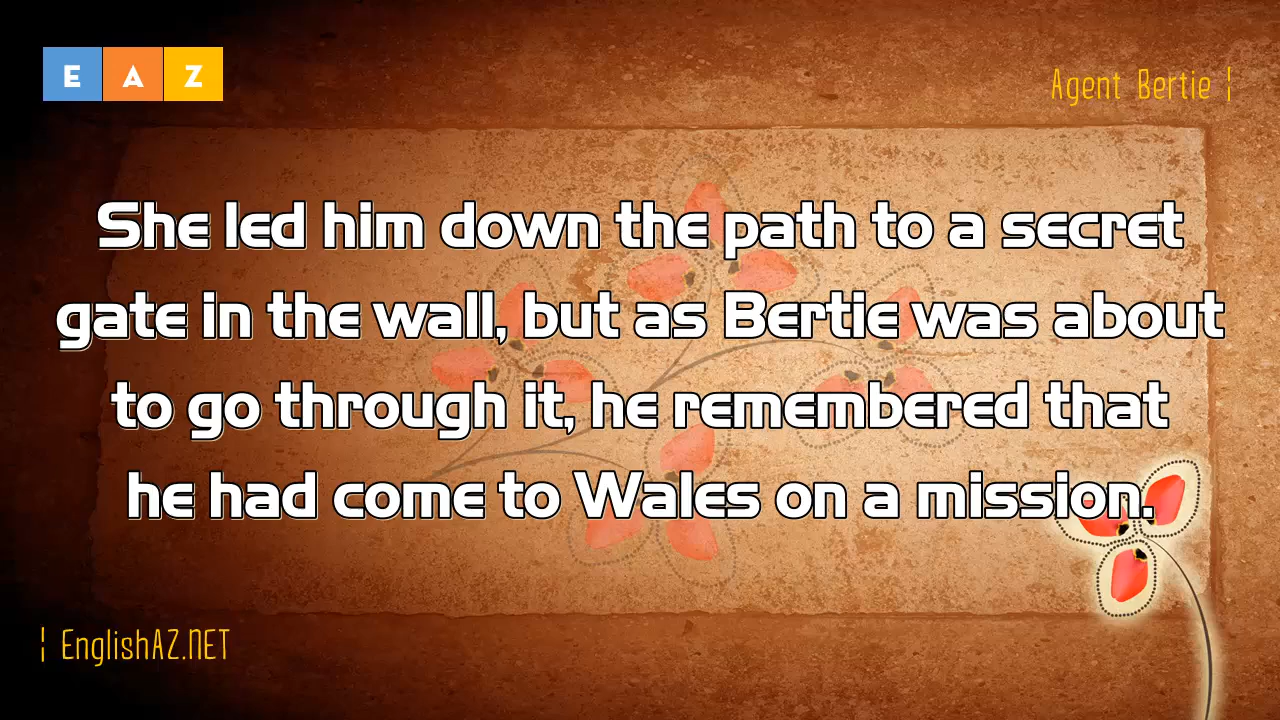 E A Z
Agent Bertie ¦
She led him down the path to a secret
gate in the wall, but as Bertie was about
to go through it, he remembered that
he had come to Wales on a mission.
¦ EnglishAZ.NET